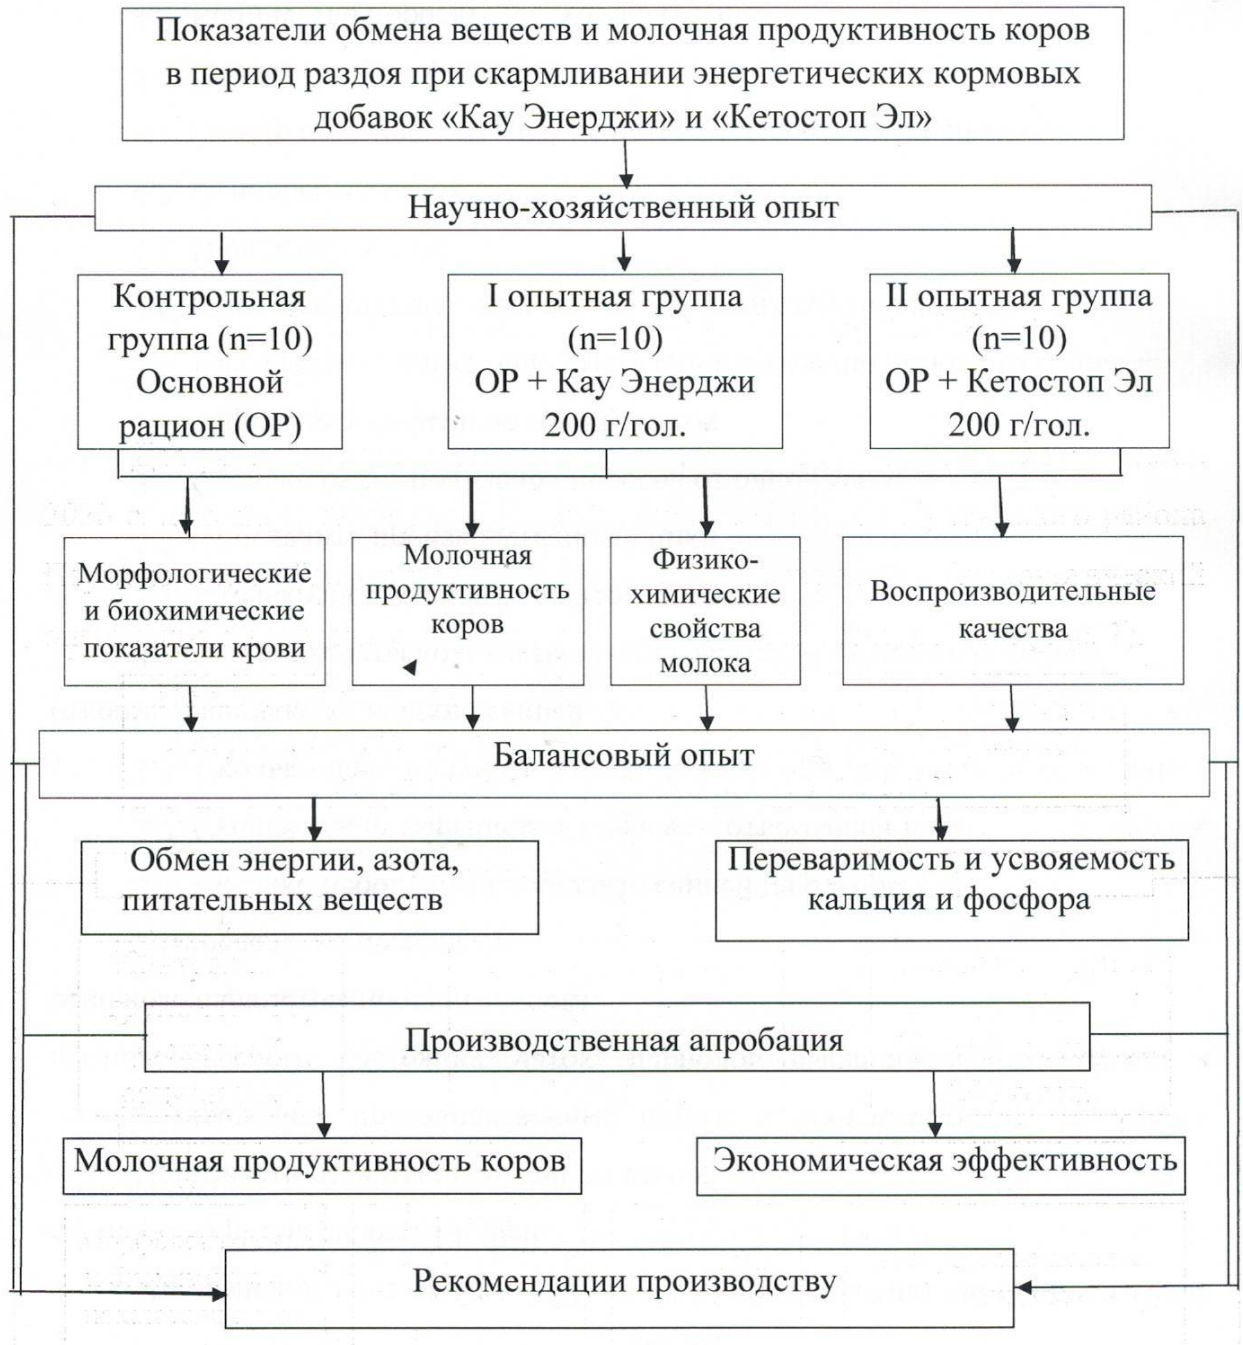 Показатели обмена веществ и молочная продуктивность коров
в период раздоя при скармливании энергетических кормовых
добавок «Кау Энерджи» и «Кетостоп Эл»
Научно-хозяйственный опыт
Контрольная
группа (n=10)
Основной
рацион (ОР)
I опытная группа
(n=10)
ОР + Кау Энерджи
200 г/гол.
II опытная группа
(n=10)
ОР + Кетостоп Эл
200 г/гол.
Морфологические
и биохимические
показатели крови
Молочная
продуктивность
коров
Физико-
химические
свойства
молока
Воспроизводительные
качества
Балансовый опыт
Обмен энергии, азота,
питательных веществ
Переваримость и усвояемость
кальция и фосфора
Производственная апробация
Молочная продуктивность коров
Экономическая эффективность
Рекомендации производству